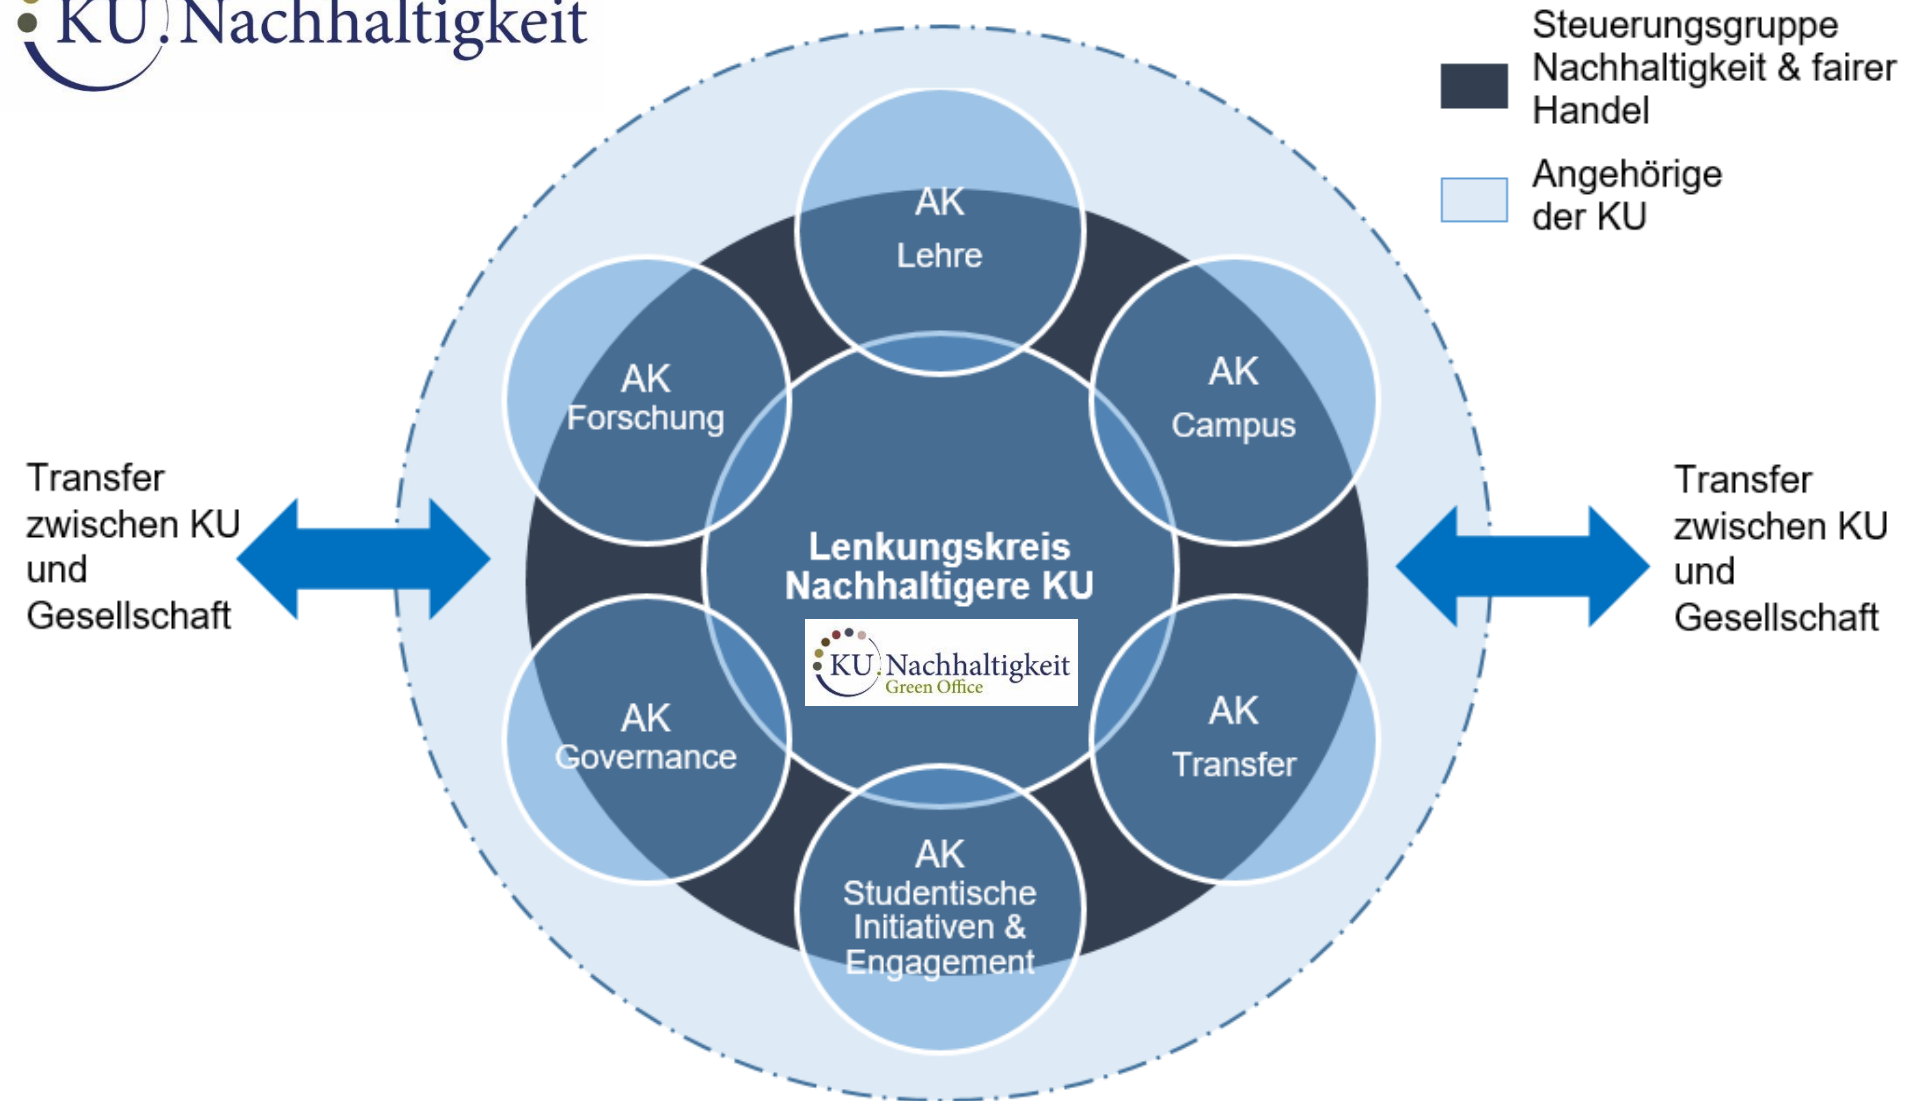 KU. Nachhaltigkeit
Steuerungsgruppe
Nachhaltigkeit & fairer
Handel
Angehörige
der KU
AK
Lehre
AK
Forschung
AK
Campus
Transfer
zwischen KU
und
Gesellschaft
Lenkungskreis
Nachhaltigere KU
KU. Nachhaltigkeit
Green Office
Transfer
zwischen KU
und
Gesellschaft
AK
Governance
AK
Transfer
AK
Studentische
Initiativen &
Engagement